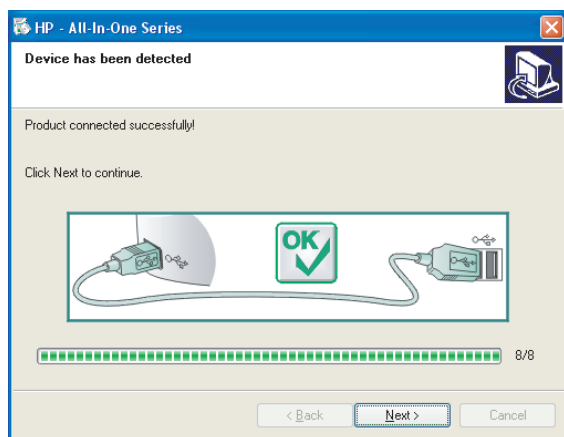 HP - All-In-One Series
Device has been detected
Product connected successfully!
Click Next to continue.
OK
8/8
< Back
Next >
Cancel